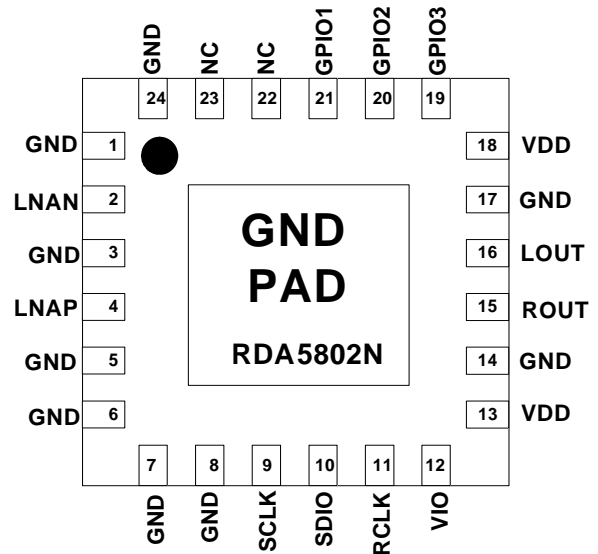 GND
NC
NC
GPIO1
GPIO2
GPIO3
24
23
22
21
20
19
GND 1
LNAN 2
GND 3
LNAP 4
GND 5
GND 6
18 VDD
17 GND
16 LOUT
15 ROUT
14 GND
13 VDD
GND
PAD
RDA5802N
7
8
9
10
11
12
GND
GND
SCLK
SDIO
RCLK
VIO